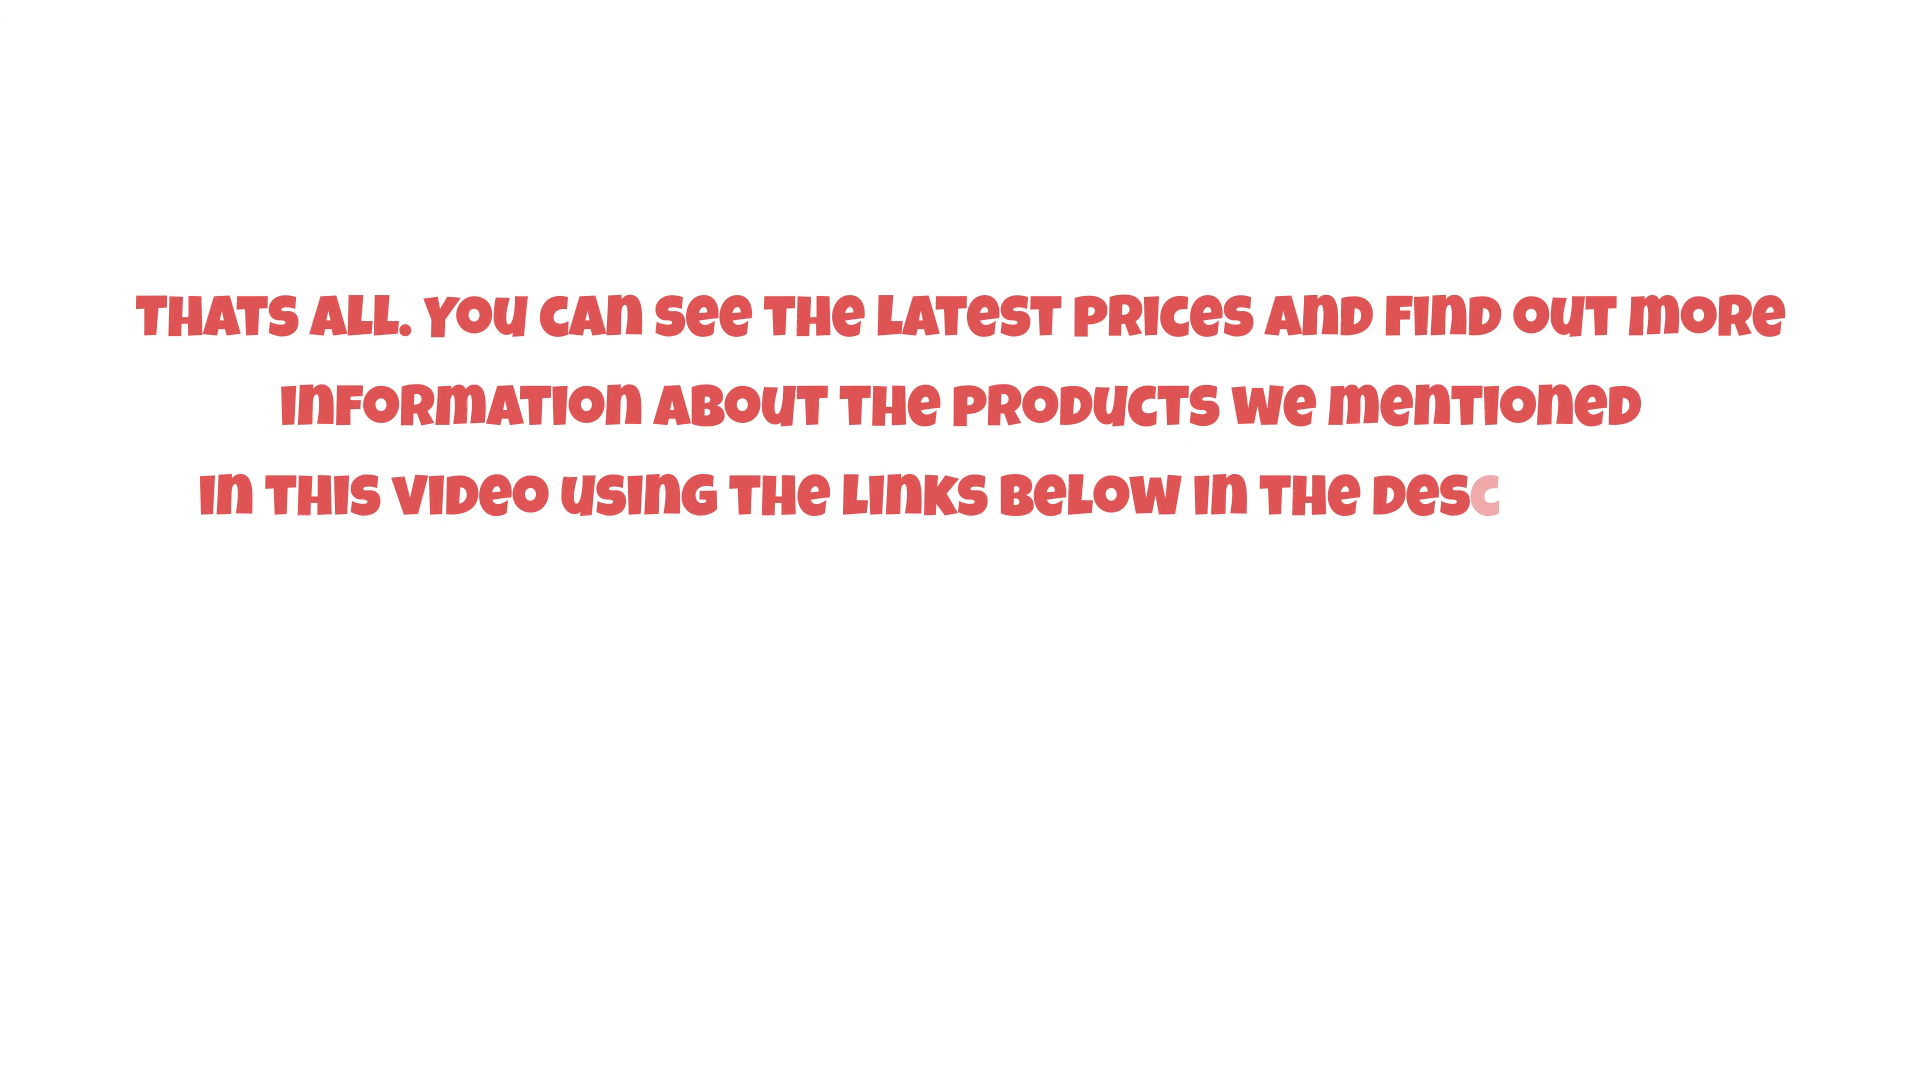 THATS ALL. YOU CAN SEE THE LATEST PRICES AND FIND OUT MORE
INFORMATION ABOUT THE PRODUCTS WE MENTIONED
IN THIS VIDEO USING THE LINKS BELOW IN THE DESC